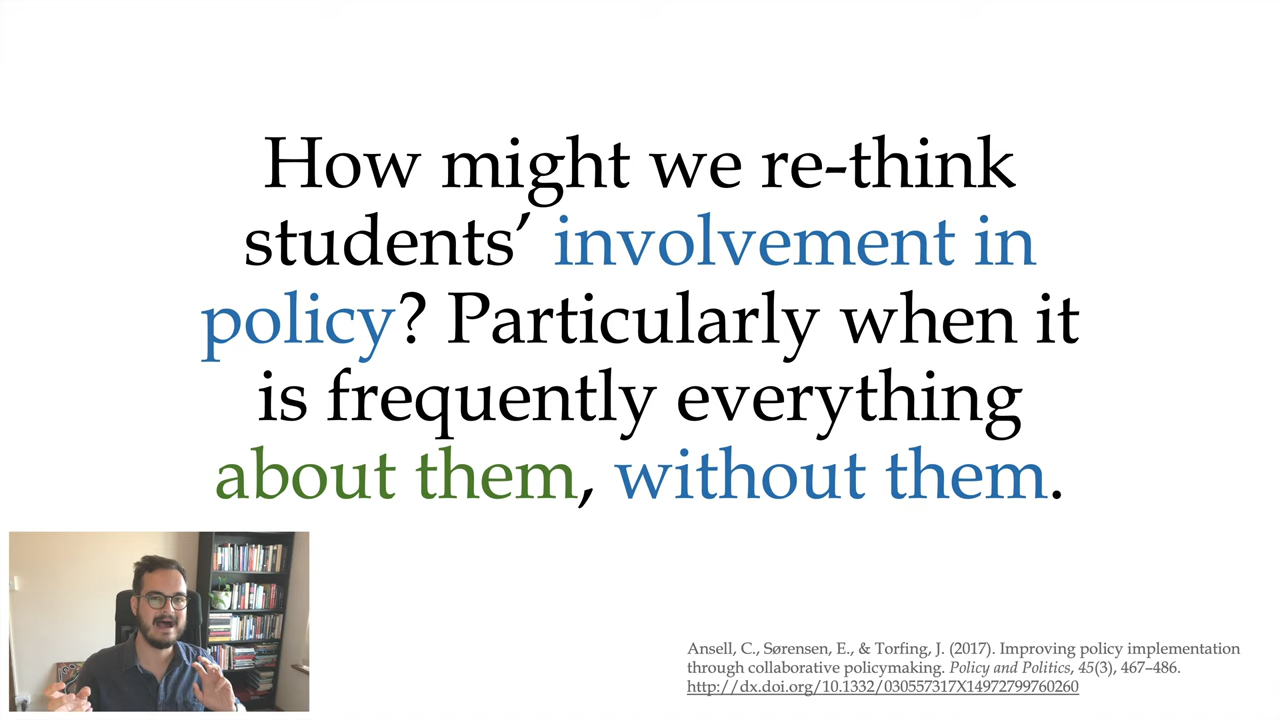 How might we re-think
students’ involvement in
policy? Particularly when it
is frequently everything
about them, without them.
Ansell, C., Sørensen, E., & Torfing, J. (2017). Improving policy implementation
through collaborative policymaking. Policy and Politics, 45(3), 467–486.
http://dx.doi.org/10.1332/030557317X14972799760260